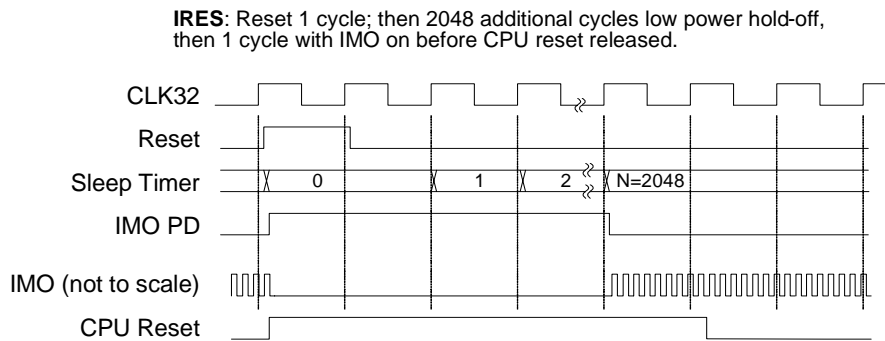 IRES: Reset 1 cycle; then 2048 additional cycles low power hold-off,
then 1 cycle with IMO on before CPU reset released.
CLK32
Reset
Sleep Timer 0 1 2 N=2048
IMO PD
IMO (not to scale)
CPU Reset